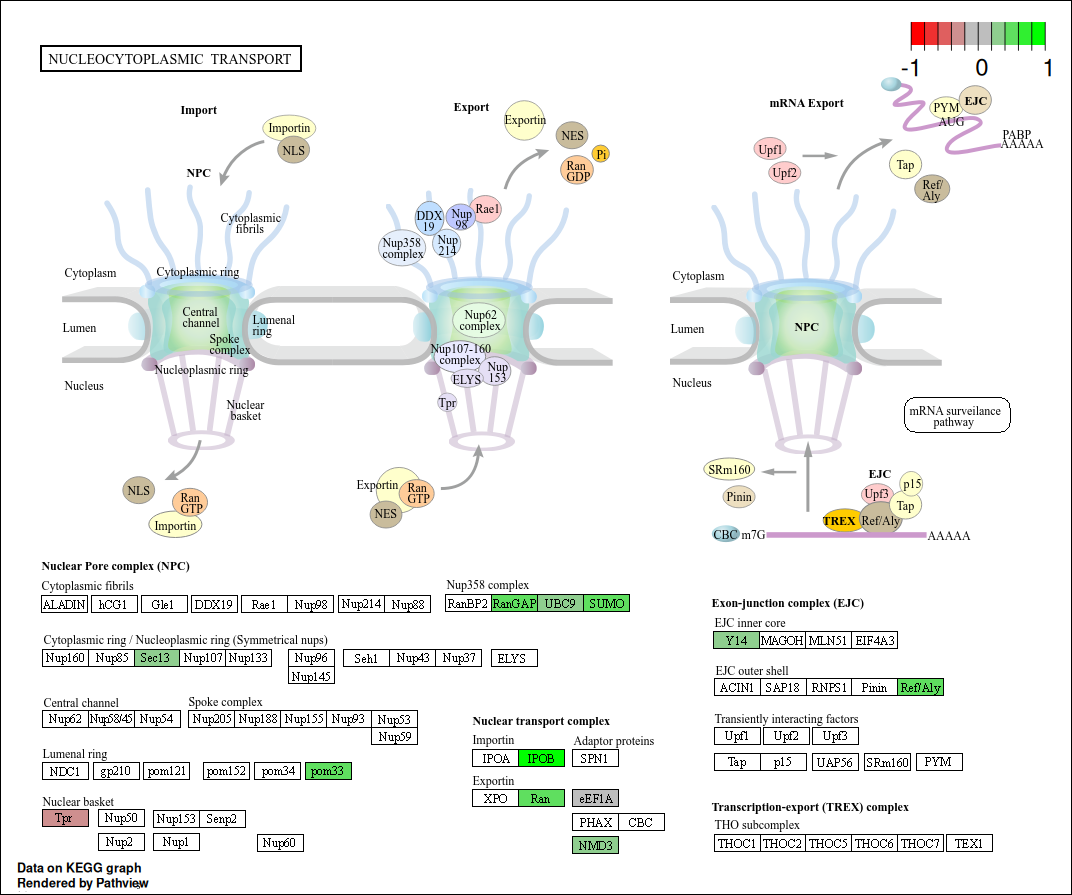 NUCLEOCYTOPLASMIC TRANSPORT
-1 0 1
Import
Importin
NLS
NPC
Cytoplasmic
fibrils
Cytoplasm
Cytoplasmic ring
Lumen
Central
channel
Spoke
complex
Lumenal
ring
Nucleoplasmic ring
Nucleus
Nuclear
basket
NLS
Ran
GTP
Importin
Export
Exportin
NES
Pi
Ran
GDP
DDX
19
Nup
98
Rae1
Nup358
complex
Nup
214
Nup62
complex
Nup107-160
complex
Nup
153
ELYS
Tpr
Exportin
Ran
GTP
NES
mRNA Export
PYM
EJC
AUG
PABP
AAAAA
Upf1
Upf2
Tap
Ref/
Aly
Cytoplasm
Lumen
NPC
Nucleus
mRNA surveilance
pathway
SRm160
Pinin
EJC
Upf3
p15
Tap
TREX
Ref/Aly
CBC m7G
AAAAA
Nuclear Pore complex (NPC)
Cytoplasmic fibrils
ALADIN hCG1 Gle1 DDX19 Rae1 Nup98 Nup214 Nup88
Nup358 complex
RanBP2 RanGAP UBC9 SUMO
Cytoplasmic ring / Nucleoplasmic ring (Symmetrical nups)
Nup160 Nup85 Sec13 Nup107 Nup133 Nup96 Seh1 Nup43 Nup37 ELYS
Nup145
Central channel
Nup62 Nup58/45 Nup54
Spoke complex
Nup205 Nup188 Nup155 Nup93 Nup53
Nup59
Lumenal ring
NDC1 gp210 pom121 pom152 pom34 pom33
Nuclear basket
Tpr Nup50 Nup153 Senp2
Nup2 Nup1 Nup60
Nuclear transport complex
Importin
IPOA IPOB
Adaptor proteins
SPN1
Exportin
XPO Ran eEF1A
PHAX CBC
NMD3
Exon-junction complex (EJC)
EJC inner core
Y14 MAGOH MLN51 EIF4A3
EJC outer shell
ACIN1 SAP18 RNPS1 Pinin Ref/Aly
Transiently interacting factors
Upf1 Upf2 Upf3
Tap p15 UAP56 SRm160 PYM
Transcription-export (TREX) complex
THO subcomplex
THOC1 THOC2 THOC5 THOC6 THOC7 TEX1
Data on KEGG graph
Rendered by Pathview